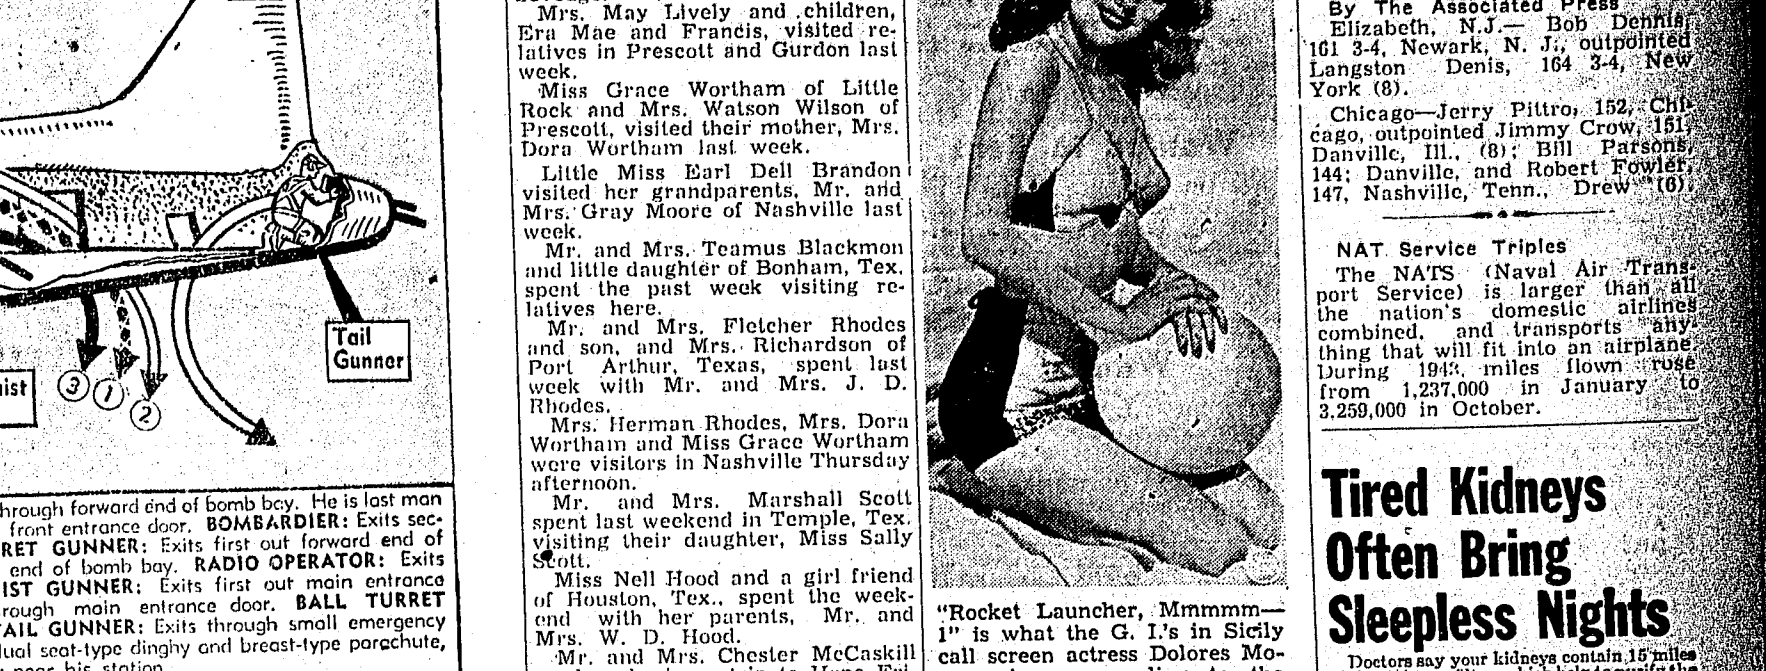 Tail
Gunner
ist
3
1
2
hrough forward end of bomb bay. He is last man
front entrance door. BOMBARDIER: Exits sec-
RET GUNNER: Exits first out forward end of
end of bomb bay. RADIO OPERATOR: Exits
IST GUNNER: Exits first out main entrance
rough main entrance door. BALL TURRET
TAIL GUNNER: Exits through small emergency
dual seat-type dinghy and breast-type parachute,
near his station
Mrs. May Lively and children,
Era Mae and Francis, visited re-
latives in Prescott and Gurdon last
week.
Miss Grace Wortham of Little
Rock and Mrs. Watson Wilson of
Prescott, visited their mother, Mrs.
Dora Wortham last week.
Little Miss Earl Dell Brandon
visited her grandparents, Mr. and
Mrs. Gray Moore of Nashville last
week.
Mr. and Mrs. Teamus Blackmon
and little daughter of Bonham, Tex.
spent the past week visiting re-
latives here.
Mr. and Mrs. Fletcher Rhodes
and son, and Mrs. Richardson of
Port Arthur, Texas, spent last
week with Mr. and Mrs. J. D.
Rhodes.
Mrs. Herman Rhodes, Mrs. Dora
Wortham and Miss Grace Wortham
were visitors in Nashville Thursday
afternoon.
Mr. and Mrs. Marshall Scott
spent last weekend in Temple, Tex.
visiting their daughter, Miss Sally
Scott.
Miss Nell Hood and a girl friend
of Houston, Tex., spent the week-
end with her parents, Mr. and
Mrs. W. D. Hood.
Mr. and Mrs. Chester McCaskill
"Rocket Launcher, Mmmmm—
1" is what the G. I.'s in Sicily
call screen actress Dolores Mo-
By The Associated Press
Elizabeth, N.J.— Bob Dennis,
161 3-4, Newark, N. J., outpointed
Langston Denis, 164 3-4, New
York (8).
Chicago—Jerry Pittro, 152, Chi-
cago, outpointed Jimmy Crow, 151,
Danville, Ill., (8); Bill Parsons,
144; Danville, and Robert Fowler,
147, Nashville, Tenn., Drew (6).
NAT Service Triples
The NATS (Naval Air Trans-
port Service) is larger than all
the nation's domestic airlines
combined, and transports any-
thing that will fit into an airplane.
During 1943, miles flown rose
from 1,237,000 in January to
3,259,000 in October.
Tired Kidneys
Often Bring
Sleepless Nights
Doctors say your kidneys contain 15 miles